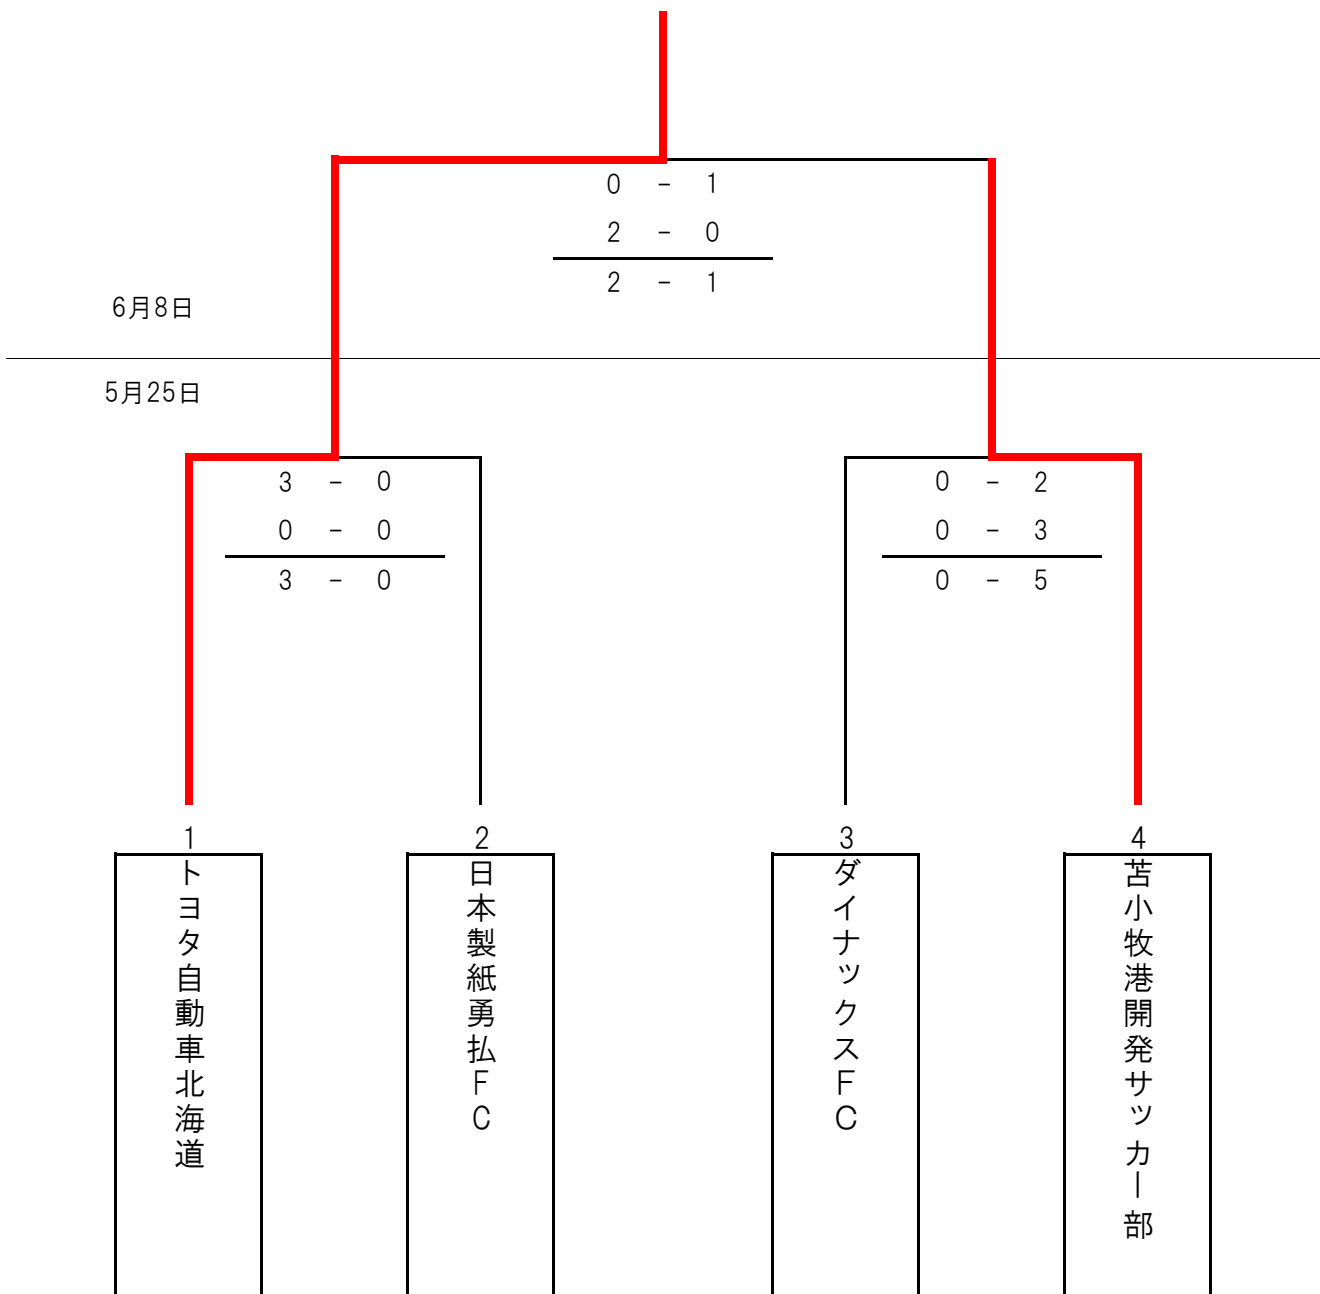 0 - 1
2 - 0
2 - 1
6月8日
5月25日
3 - 0
0 - 0
3 - 0
0 - 2
0 - 3
0 - 5
1
トヨタ自動車北海道
2
日本製紙勇払FC
3
ダイナックスFC
4
苫小牧港開発サッカー部